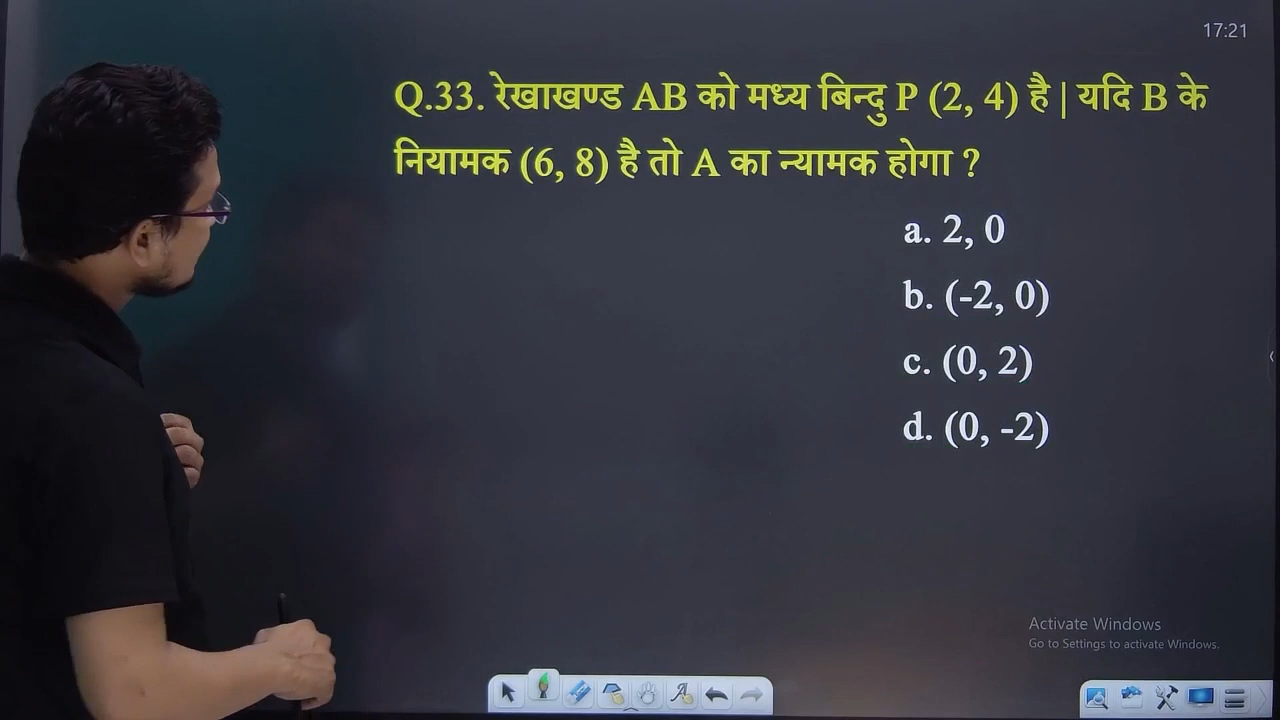 17:21
Q.33. रेखाखण्ड AB को मध्य बिन्दु P (2, 4) है | यदि B के
नियामक (6, 8) है तो A का न्यामक होगा ?
a. 2, 0
b. (-2, 0)
c. (0, 2)
d. (0, -2)
Activate Windows
Go to Settings to activate Windows.